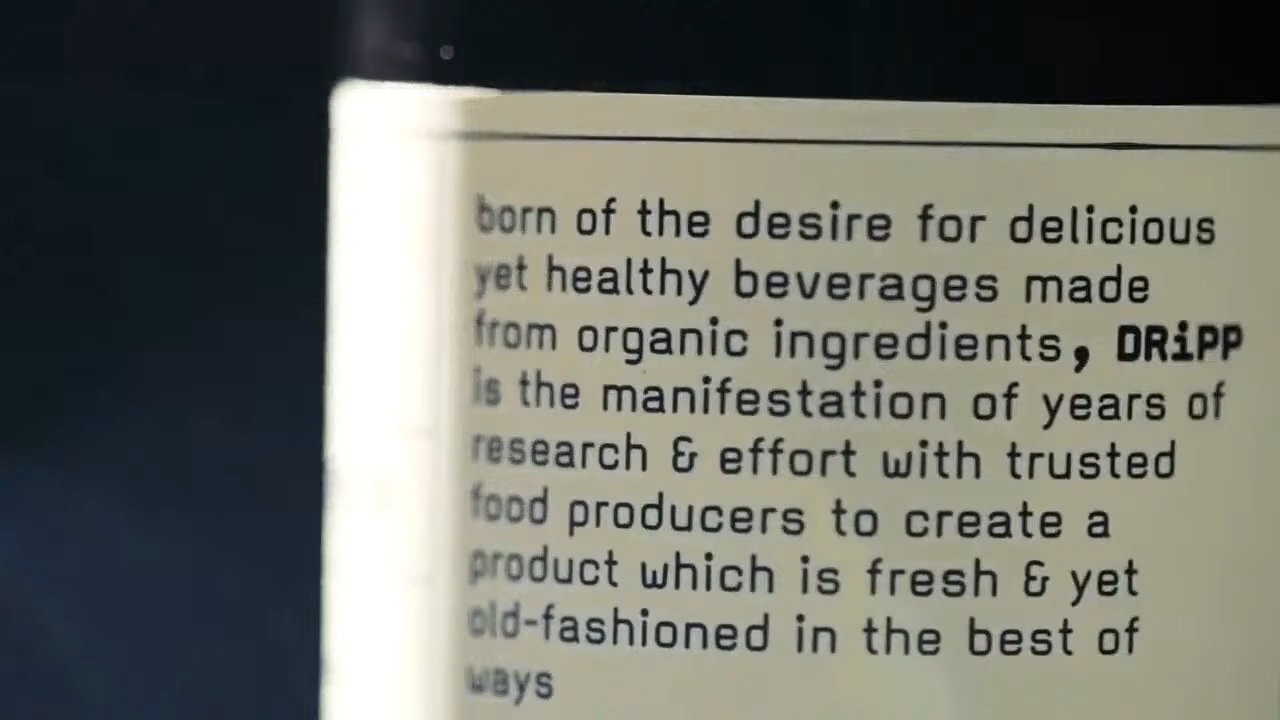 born of the desire for delicious
yet healthy beverages made
from organic ingredients, DRiPP
is the manifestation of years of
research & effort with trusted
food producers to create a
product which is fresh & yet
old-fashioned in the best of
ways